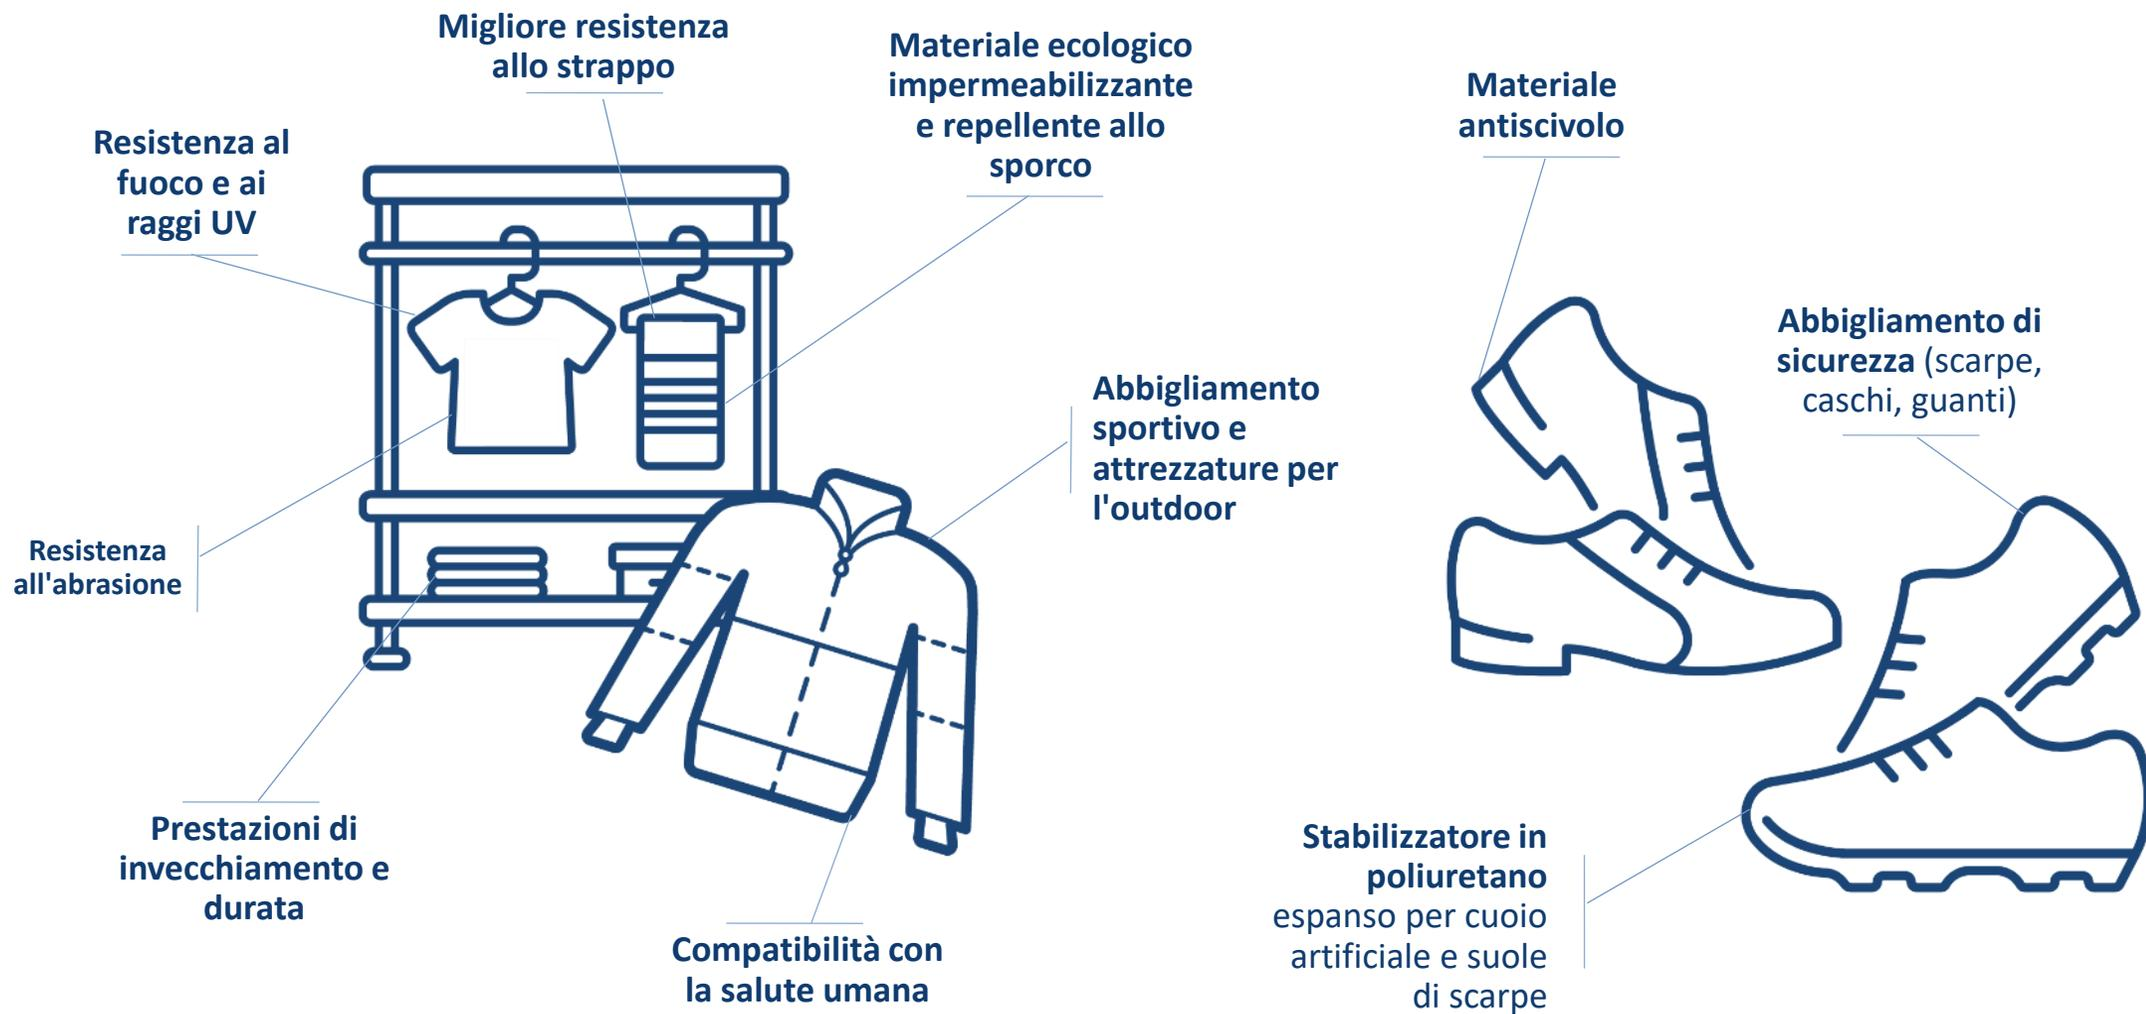 Migliore resistenza
allo strappo
Materiale ecologico
impermeabilizzante
e repellente allo
sporco
Materiale
antiscivolo
Resistenza al
fuoco e ai
raggi UV
Abbigliamento di
sicurezza (scarpe,
caschi, guanti)
Abbigliamento
sportivo e
attrezzature per
l'outdoor
Resistenza
all'abrasione
Prestazioni di
invecchiamento e
durata
Stabilizzatore in
poliuretano
espanso per cuoio
artificiale e suole
di scarpe
Compatibilità con
la salute umana